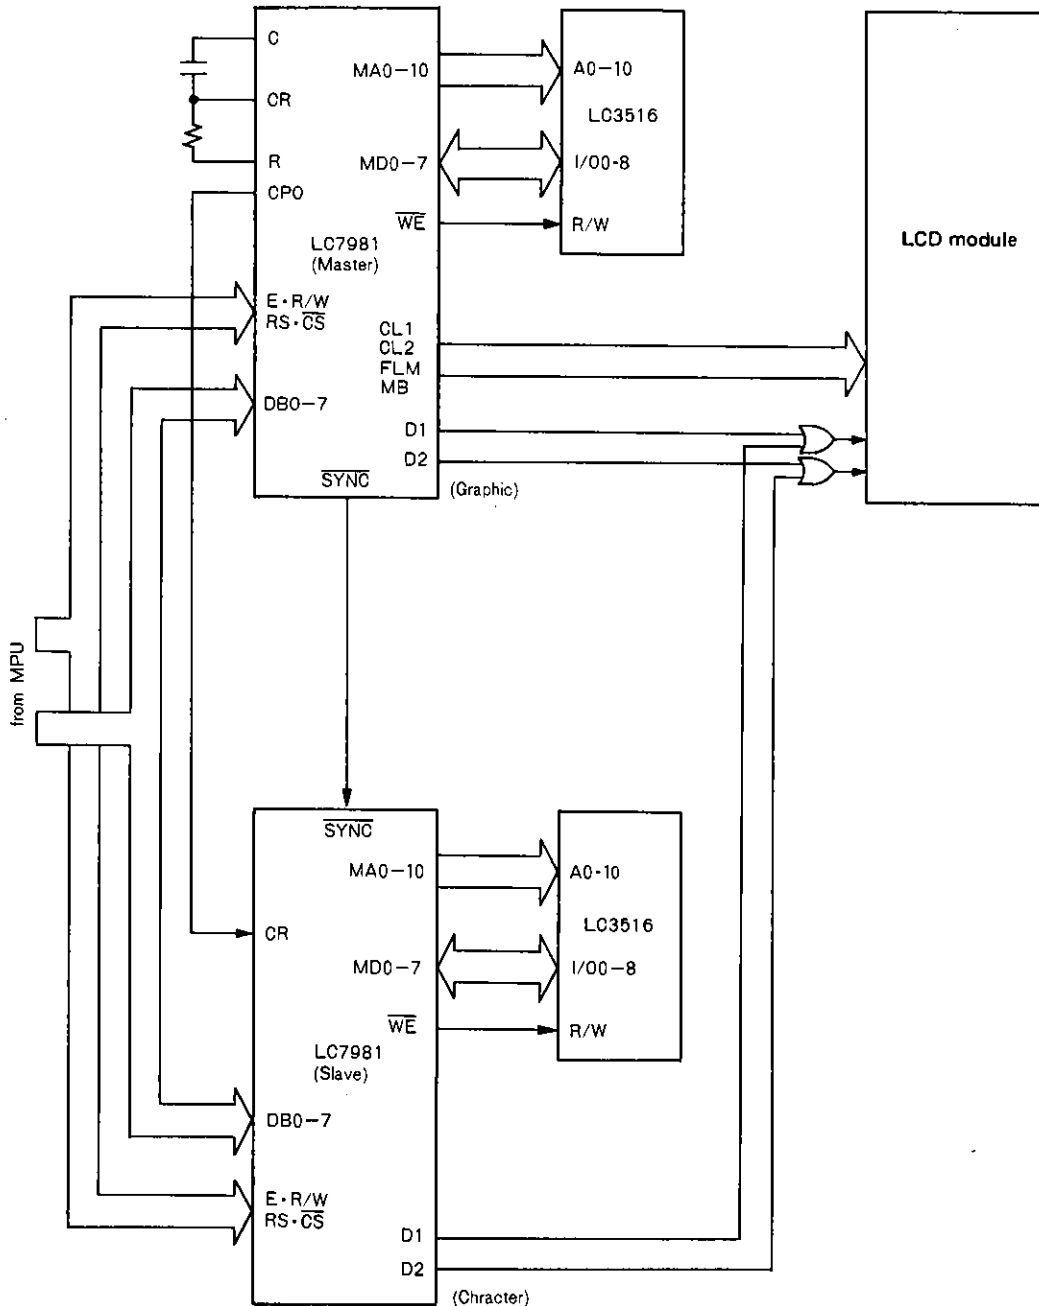 C
CR
R
CPO
MA0-10
MD0-7
WE
LC7981
(Master)
E·R/W
RS·CS
DB0-7
CL1
CL2
FLM
MB
D1
D2
SYNC
(Graphic)
A0-10
LC3516
I/O0-8
R/W
LCD module
from MPU
SYNC
MA0-10
CR
MD0-7
WE
LC7981
(Slave)
DB0-7
E·R/W
RS·CS
D1
D2
(Chracter)
A0-10
LC3516
I/O0-8
R/W